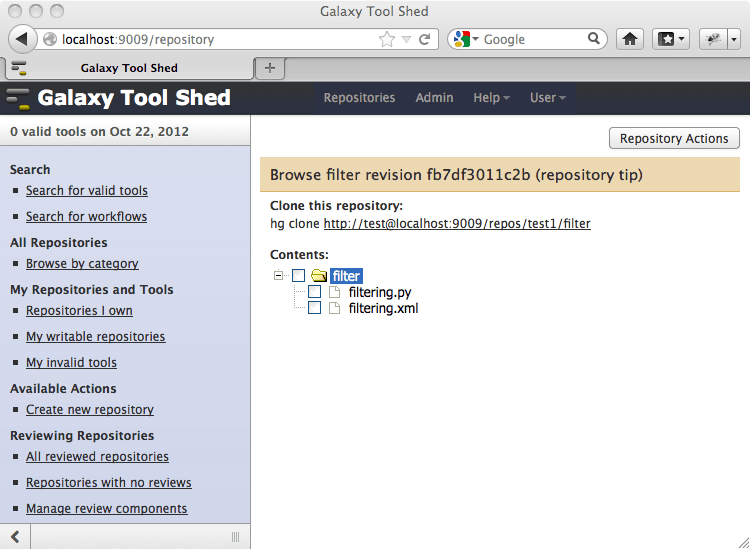 Galaxy Tool Shed
localhost:9009/repository
Google
Galaxy Tool Shed
Galaxy Tool Shed
Repositories Admin Help User
0 valid tools on Oct 22, 2012
Search
Search for valid tools
Search for workflows
All Repositories
Browse by category
My Repositories and Tools
Repositories I own
My writable repositories
My invalid tools
Available Actions
Create new repository
Reviewing Repositories
All reviewed repositories
Repositories with no reviews
Manage review components
Repository Actions
Browse filter revision fb7df3011c2b (repository tip)
Clone this repository:
hg clone http://test@localhost:9009/repos/test1/filter
Contents:
filter
filtering.py
filtering.xml